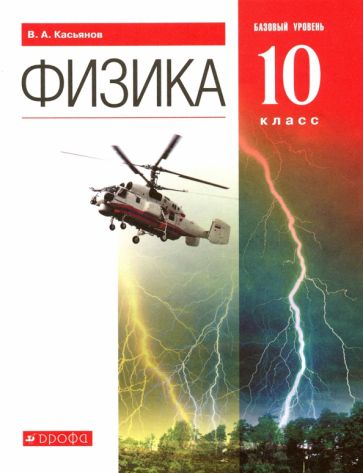 В. А. Касьянов
ФИЗИКА
БАЗОВЫЙ УРОВЕНЬ
10
класс
ДРОФА